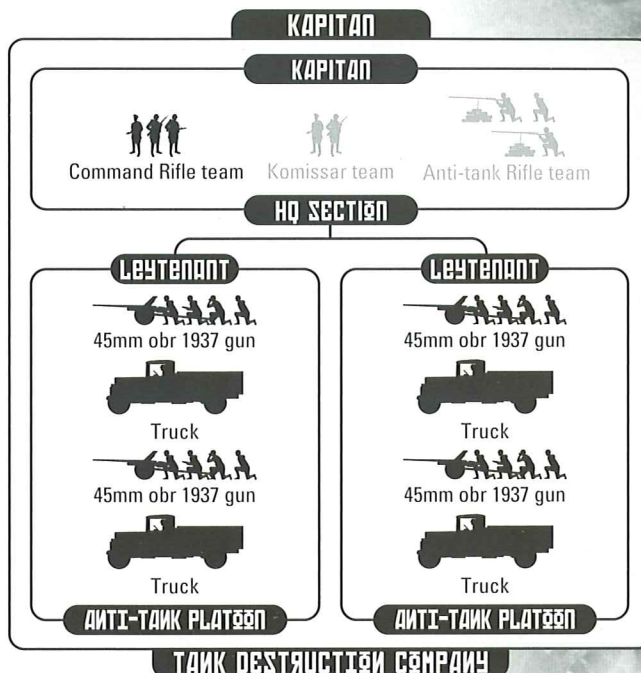 KAPITAN
KAPITAN
Command Rifle team
Komissar team
Anti-tank Rifle team
HQ SECTION
LEYTENANT
45mm obr 1937 gun
Truck
45mm obr 1937 gun
Truck
ANTI-TANK PLATOON
LEYTENANT
45mm obr 1937 gun
Truck
45mm obr 1937 gun
Truck
ANTI-TANK PLATOON
TANK DESTRUCTION COMPANY